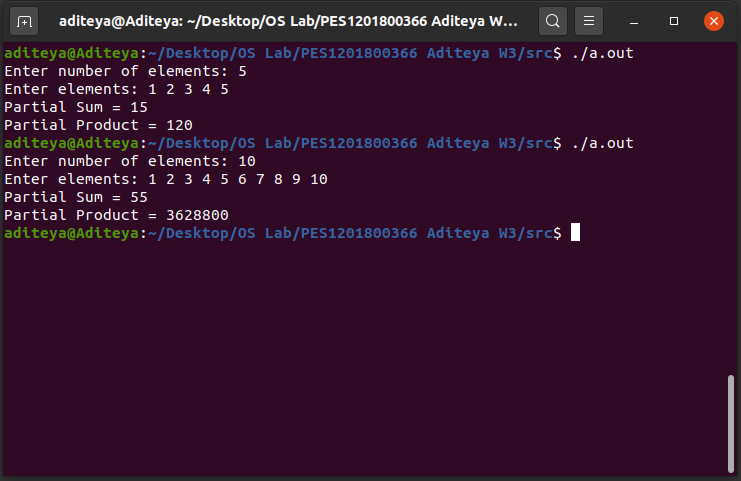 aditeya@Aditeya: ~/Desktop/OS Lab/PES1201800366 Aditeya W...
aditeya@Aditeya:~/Desktop/OS Lab/PES1201800366 Aditeya W3/src$ ./a.out
Enter number of elements: 5
Enter elements: 1 2 3 4 5
Partial Sum = 15
Partial Product = 120
aditeya@Aditeya:~/Desktop/OS Lab/PES1201800366 Aditeya W3/src$ ./a.out
Enter number of elements: 10
Enter elements: 1 2 3 4 5 6 7 8 9 10
Partial Sum = 55
Partial Product = 3628800
aditeya@Aditeya:~/Desktop/OS Lab/PES1201800366 Aditeya W3/src$